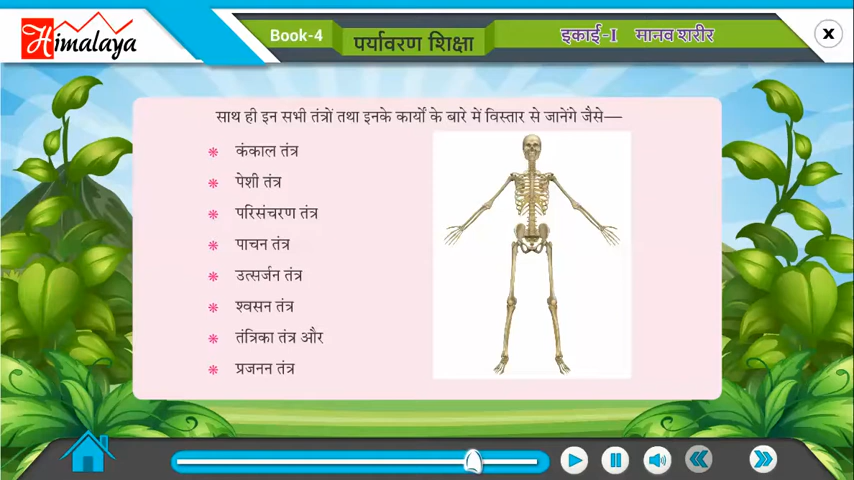 Himalaya
Book-4
पर्यावरण शिक्षा
इकाई-I मानव शरीर
X
साथ ही इन सभी तंत्रों तथा इनके कार्यों के बारे में विस्तार से जानेंगे जैसे—
कंकाल तंत्र
पेशी तंत्र
परिसंचरण तंत्र
पाचन तंत्र
उत्सर्जन तंत्र
श्वसन तंत्र
तंत्रिका तंत्र और
प्रजनन तंत्र